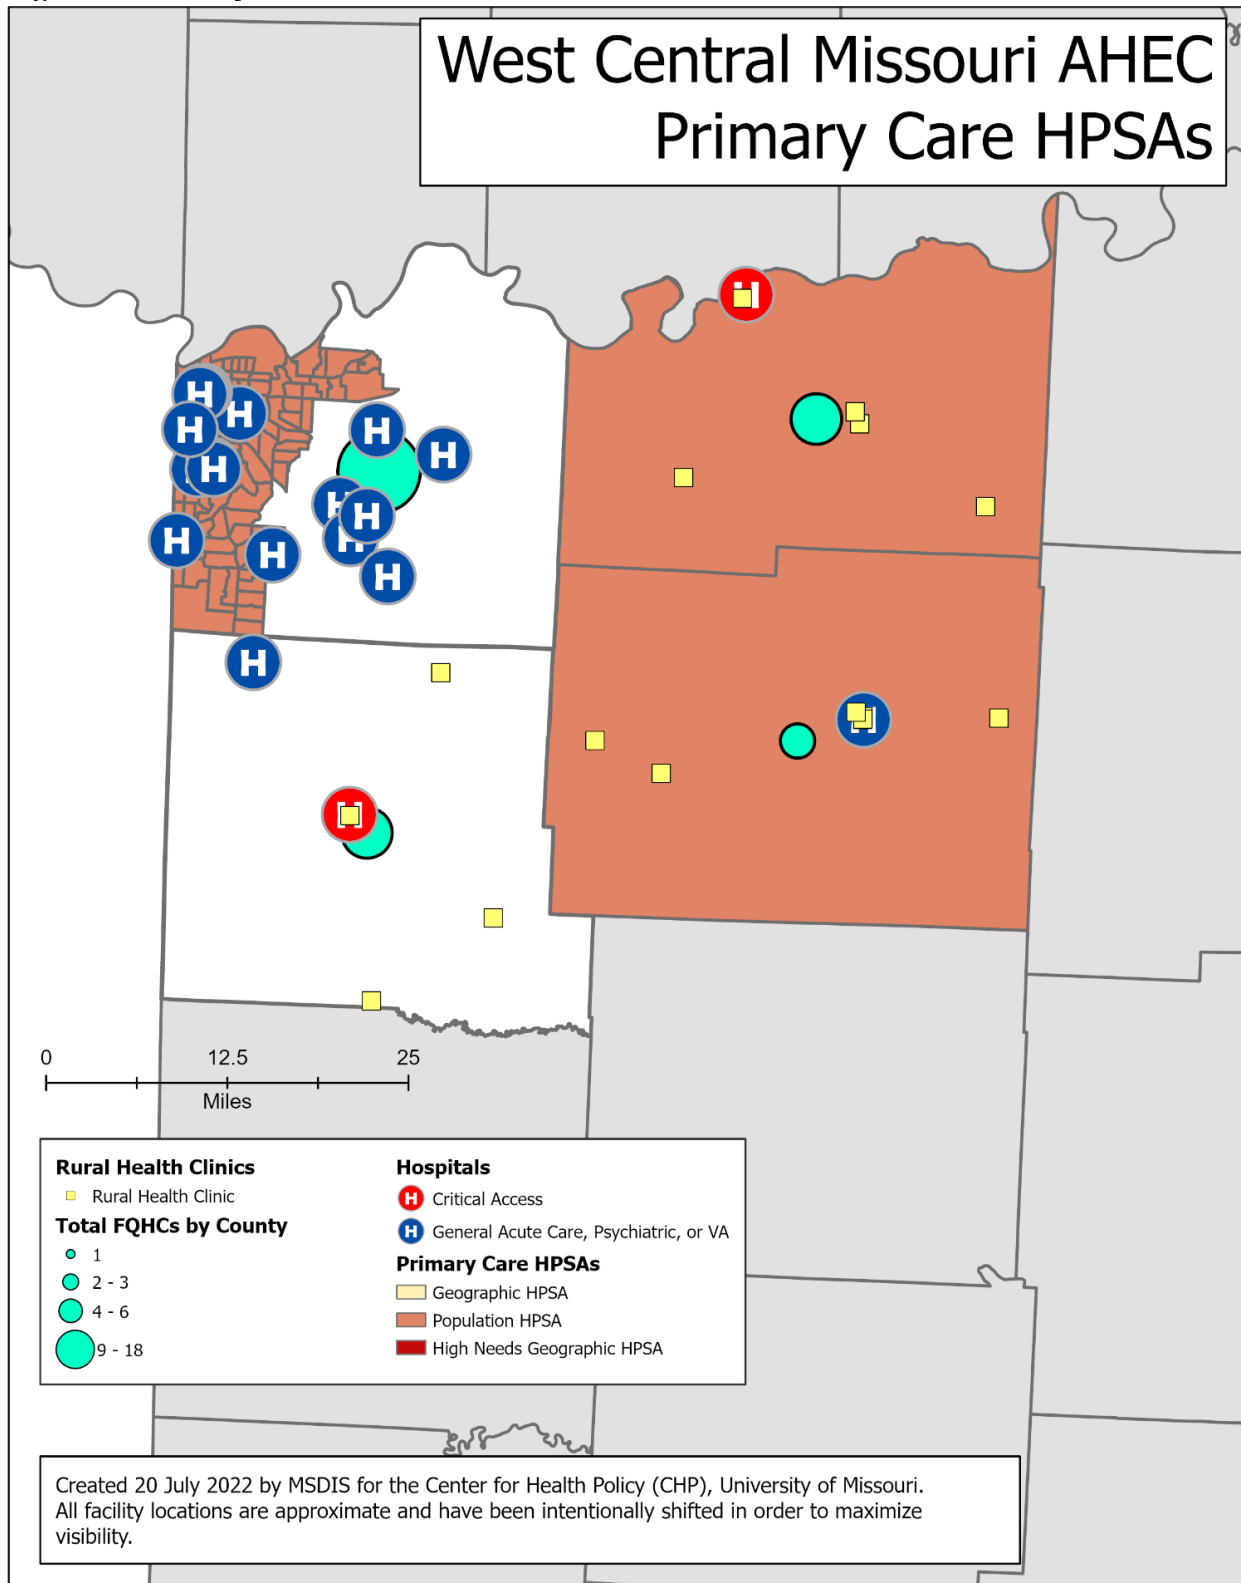 West Central Missouri AHEC
Primary Care HPSAs
H
H
H
H
H
H
H
H
H
H
H
H
H
H
0 12.5 25
Miles
Rural Health Clinics
Rural Health Clinic
Total FQHCs by County
1
2 - 3
4 - 6
9 - 18
Hospitals
H Critical Access
H General Acute Care, Psychiatric, or VA
Primary Care HPSAs
Geographic HPSA
Population HPSA
High Needs Geographic HPSA
Created 20 July 2022 by MSDIS for the Center for Health Policy (CHP), University of Missouri.
All facility locations are approximate and have been intentionally shifted in order to maximize
visibility.